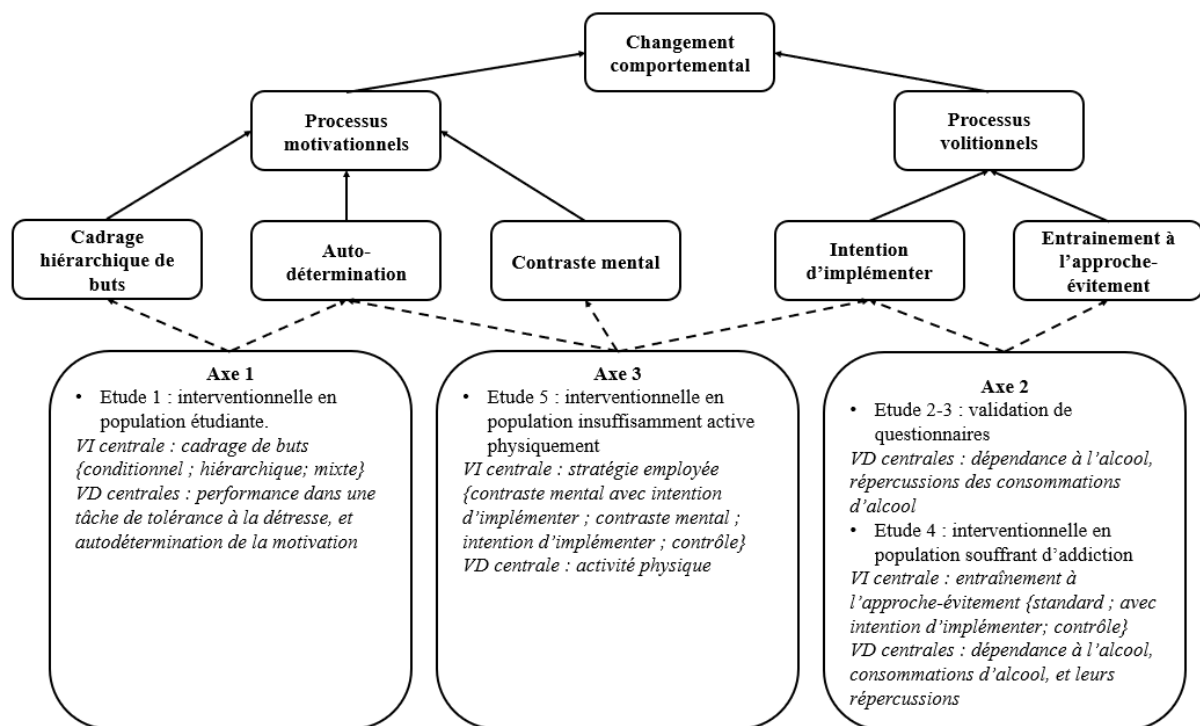 Changement
comportemental
Processus
motivationnels
Processus
volitionnels
Cadrage
hiérarchique de
buts
Auto-
détermination
Contraste mental
Intention
d'implémenter
Entrainement à
l'approche-
évitement
Axe 1
• Etude 1 : interventionnelle en
population étudiante.
VI centrale : cadrage de buts
{conditionnel ; hiérarchique; mixte}
VD centrales : performance dans une
tâche de tolérance à la détresse, et
autodétermination de la motivation
Axe 3
• Etude 5 : interventionnelle en
population insuffisamment active
physiquement
VI centrale : stratégie employée
{contraste mental avec intention
d'implémenter ; contraste mental ;
intention d'implémenter ; contrôle}
VD centrale : activité physique
Axe 2
• Etude 2-3 : validation de
questionnaires
VD centrales : dépendance à l'alcool,
répercussions des consommations
d'alcool
• Etude 4 : interventionnelle en
population souffrant d'addiction
VI centrale : entraînement à
l'approche-évitement {standard ; avec
intention d'implémenter; contrôle}
VD centrales : dépendance à l'alcool,
consommations d'alcool, et leurs
répercussions